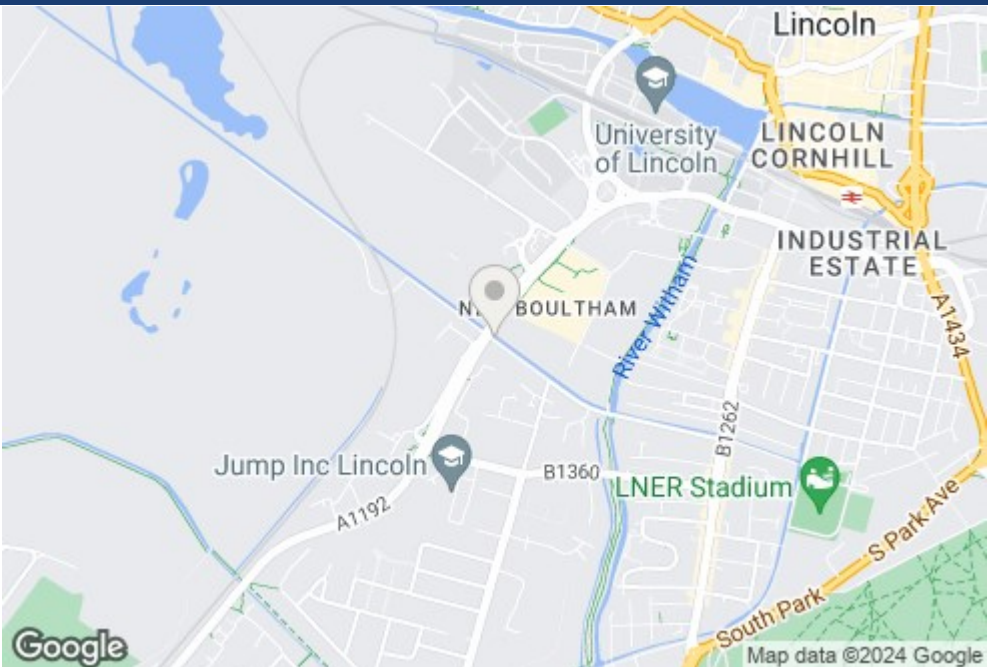 Lincoln
University
of Lincoln
LINCOLN
CORNHILL
INDUSTRIAL
ESTATE
BOULTHAM
River Witham
A1434
B1262
Jump Inc Lincoln
B1360
LNER Stadium
A1192
S Park Ave
South Park
Google
Map data ©2024 Google